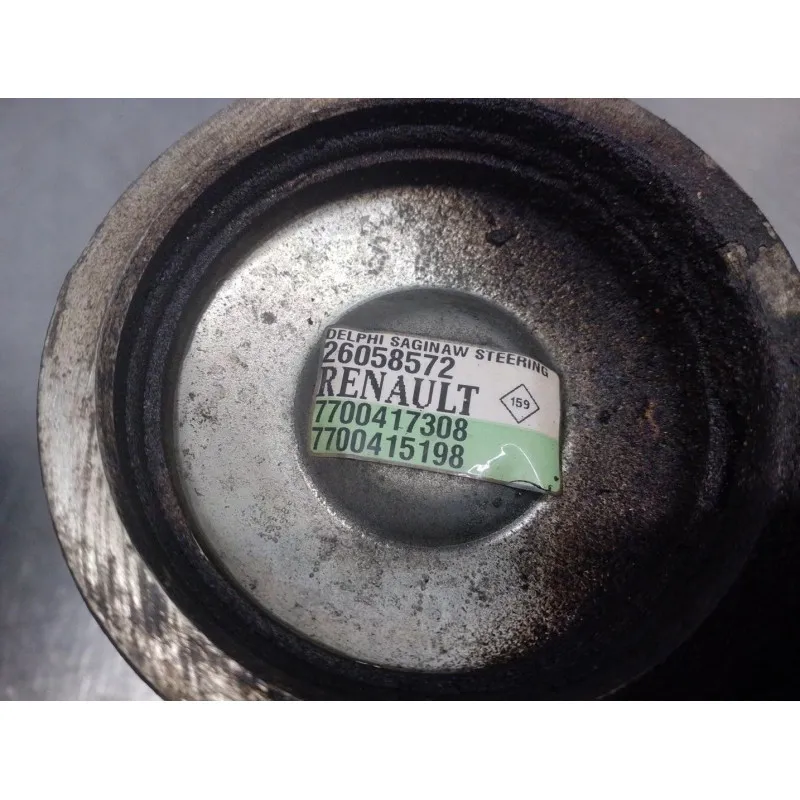 DELPHI SAGINAW STEERING
26058572
RENAULT
159
7700417308
7700415198